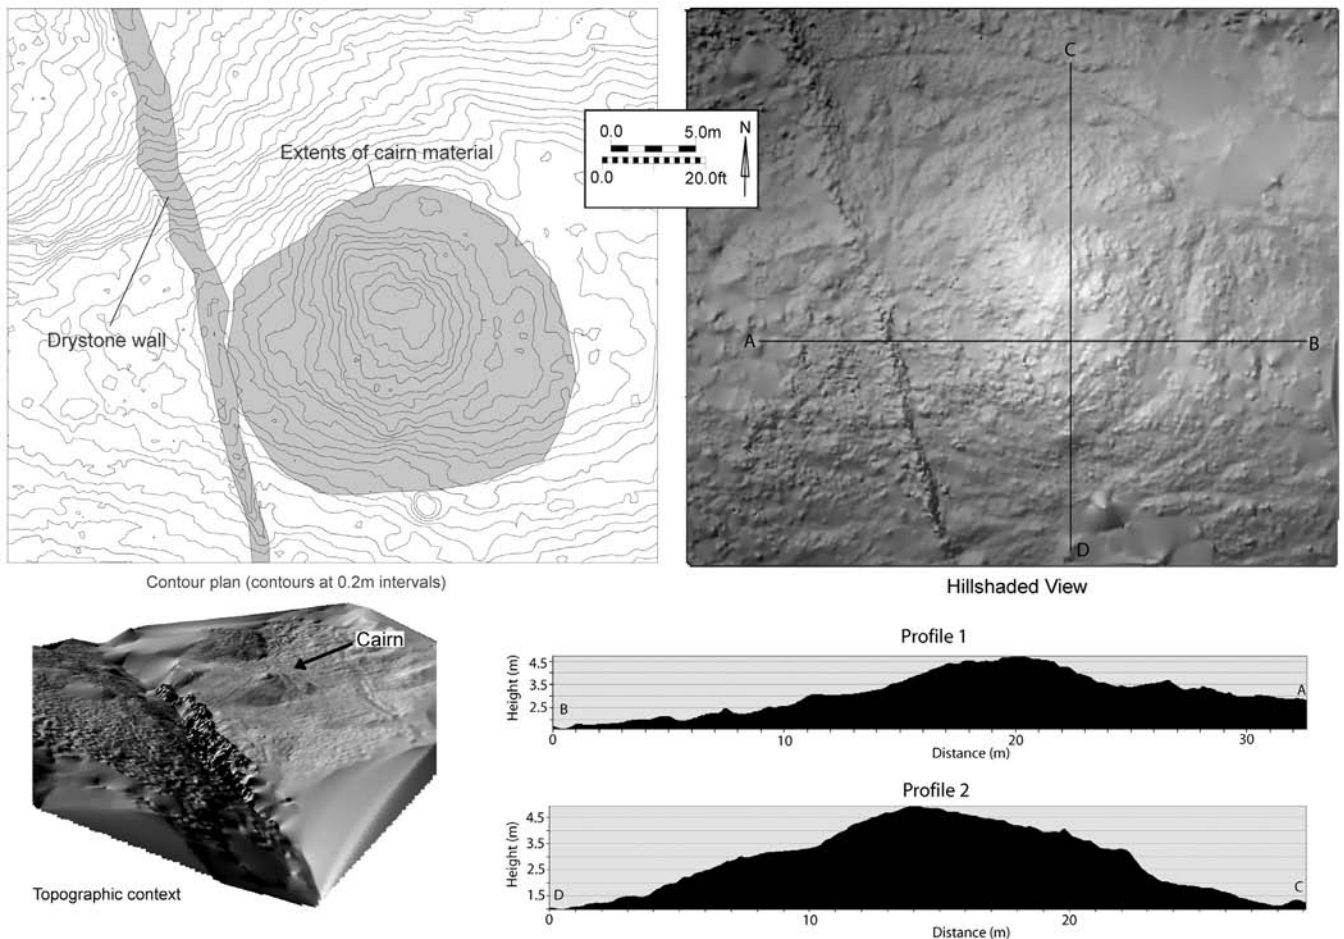 Extents of cairn material
Drystone wall
Contour plan (contours at 0.2m intervals)
0.0 5.0m N
0.0 20.0ft
C
A B
D
Hillshaded View
Cairn
Topographic context
Profile 1
Height (m)
4.5
3.5
2.5
B A
0 10 20 30
Distance (m)
Profile 2
Height (m)
4.5
3.5
2.5
1.5
D C
0 10 20
Distance (m)